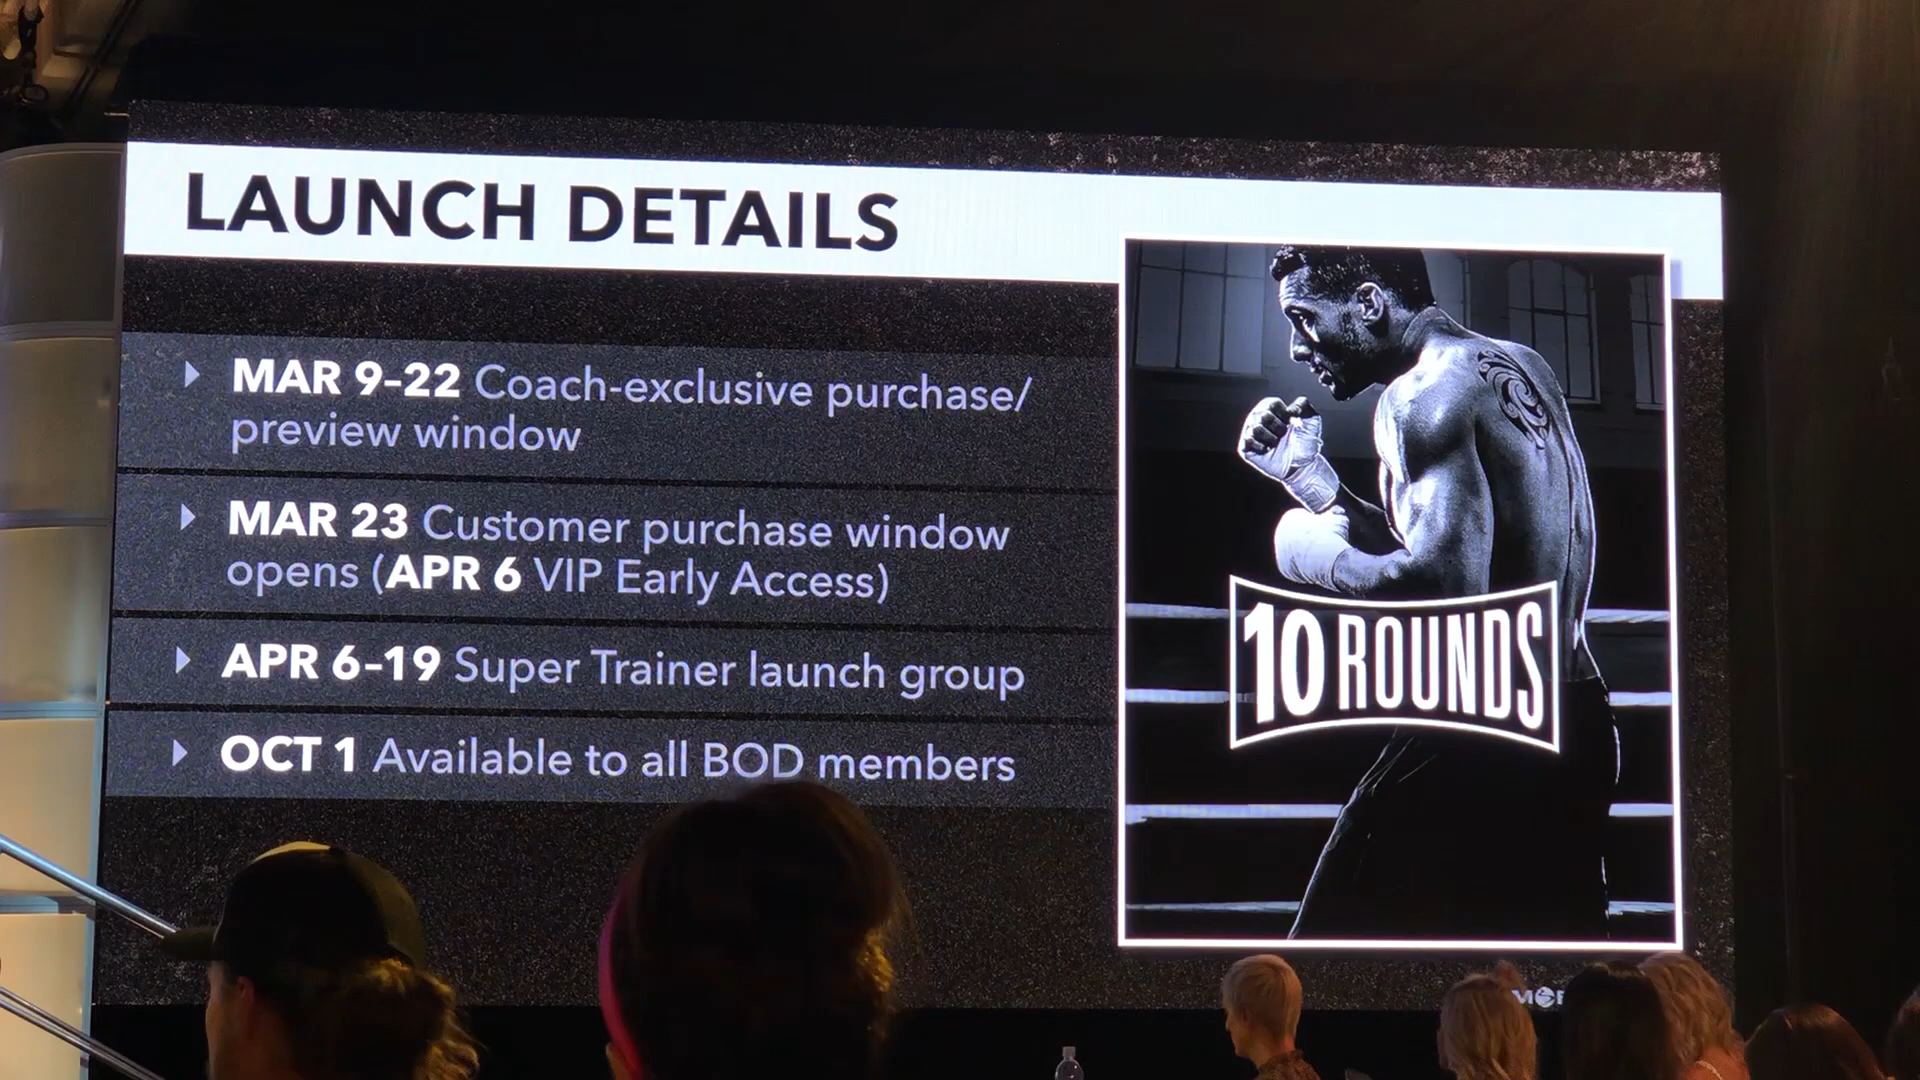 LAUNCH DETAILS
MAR 9–22 Coach-exclusive purchase/
preview window
MAR 23 Customer purchase window
opens (APR 6 VIP Early Access)
APR 6–19 Super Trainer launch group
OCT 1 Available to all BOD members
10 ROUNDS